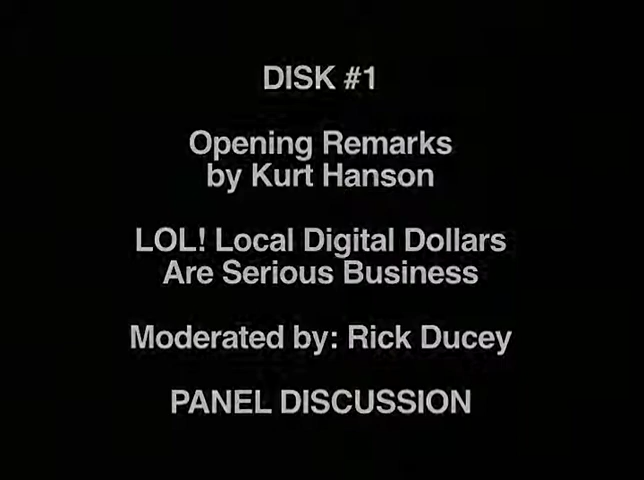 DISK #1
Opening Remarks
by Kurt Hanson
LOL! Local Digital Dollars
Are Serious Business
Moderated by: Rick Ducey
PANEL DISCUSSION